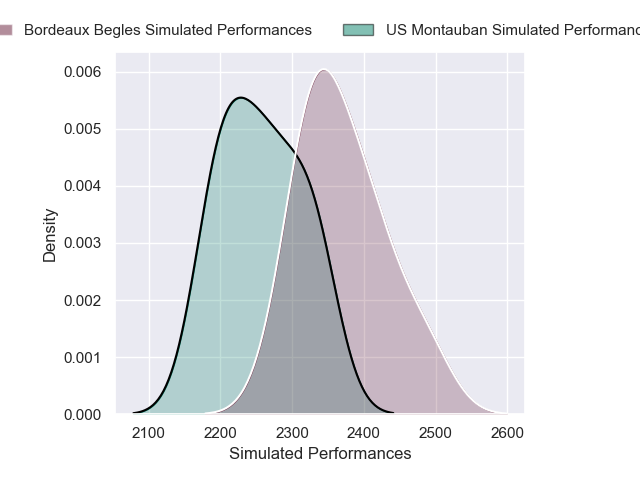 Bordeaux Begles Simulated Performances
US Montauban Simulated
0.006
0.005
0.004
0.003
0.002
0.001
0.000
Density
2100 2200 2300 2400 2500 2600
Simulated Performances